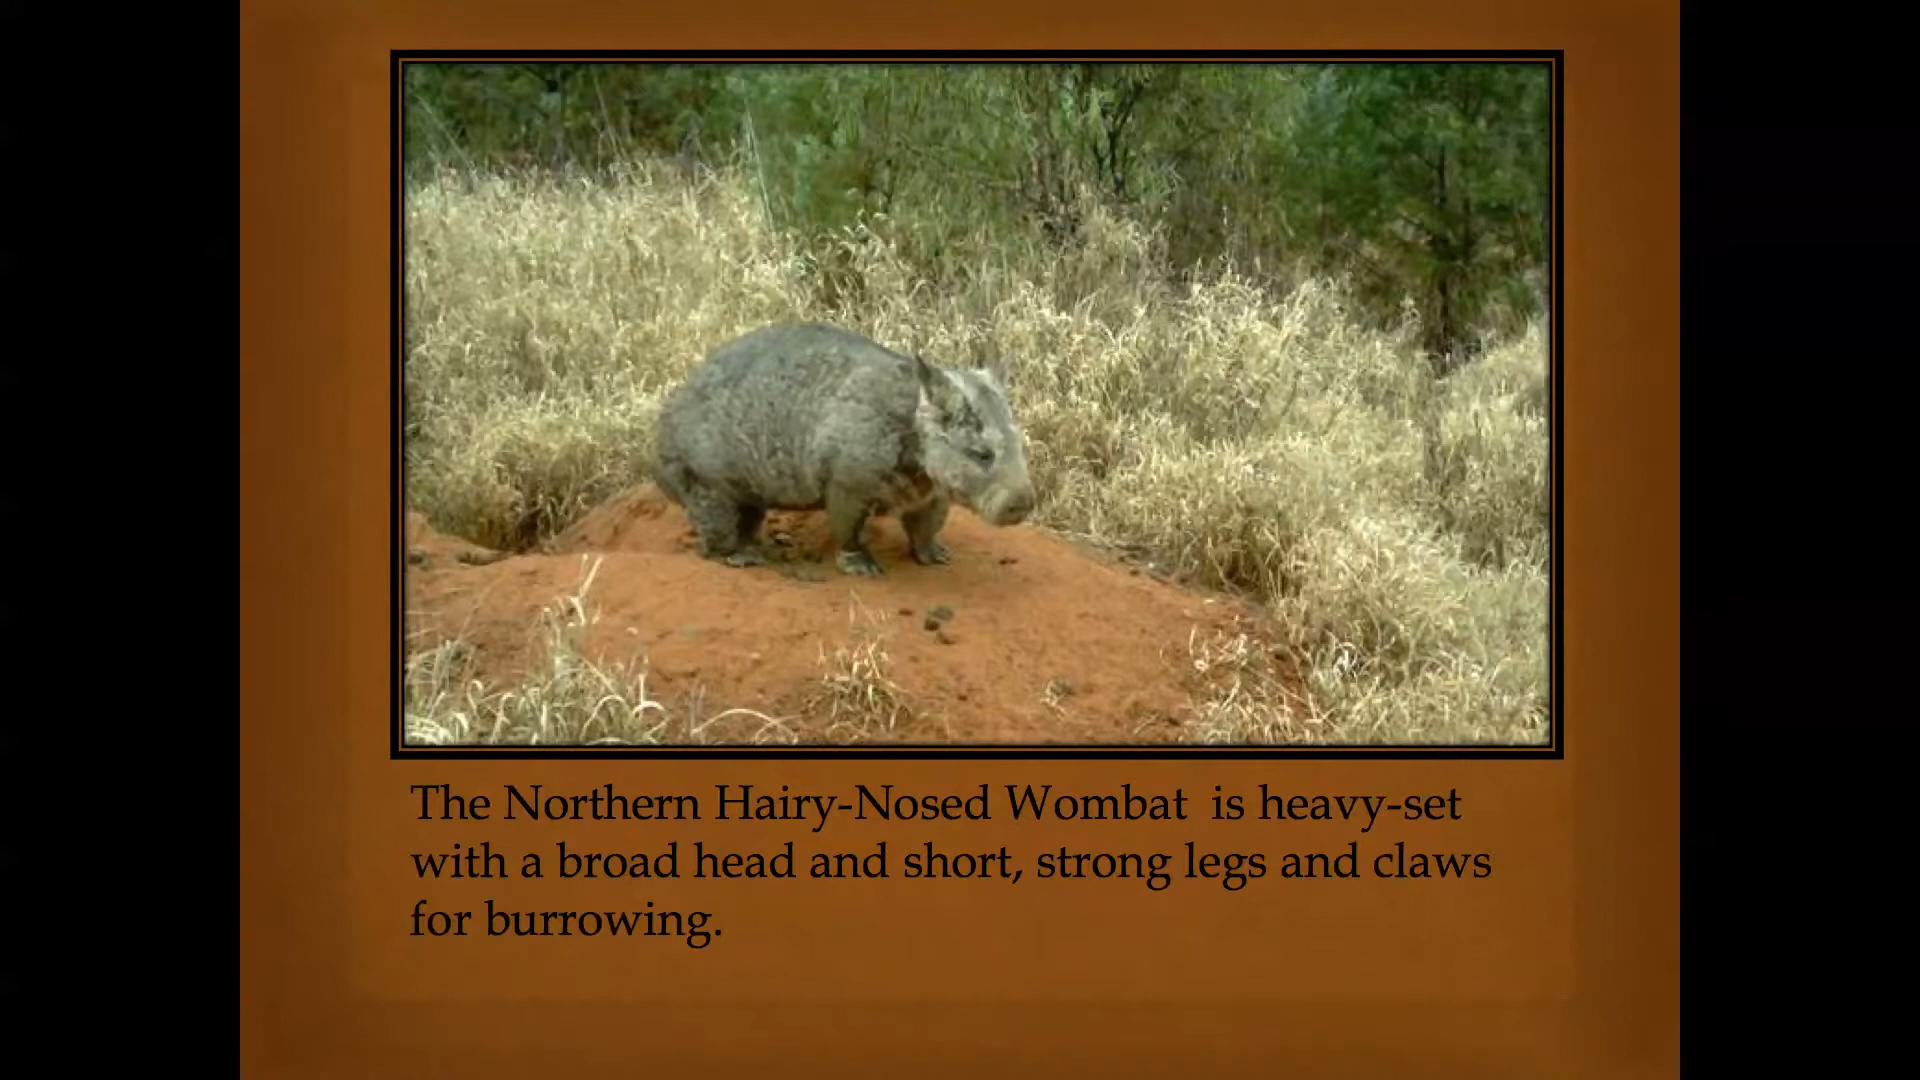 The Northern Hairy-Nosed Wombat  is heavy-set
with a broad head and short, strong legs and claws
for burrowing.